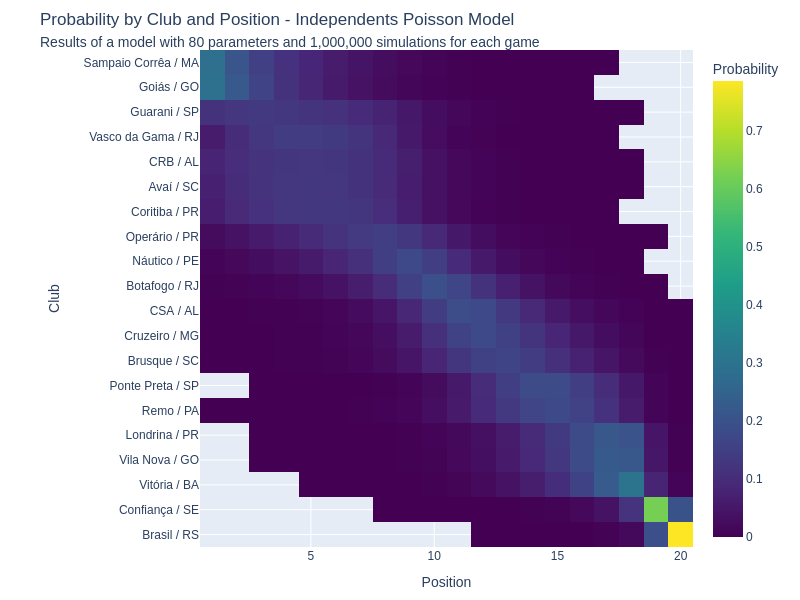 Probability by Club and Position - Independents Poisson Model
Results of a model with 80 parameters and 1,000,000 simulations for each game
Probability
Sampaio Corrêa / MA
Goiás / GO
Guarani / SP
Vasco da Gama / RJ
CRB / AL
Avaí / SC
Coritiba / PR
Operário / PR
Náutico / PE
Botafogo / RJ
CSA / AL
Cruzeiro / MG
Brusque / SC
Ponte Preta / SP
Remo / PA
Londrina / PR
Vila Nova / GO
Vitória / BA
Confiança / SE
Brasil / RS
Club
5
10
15
20
Position
0.7
0.6
0.5
0.4
0.3
0.2
0.1
0